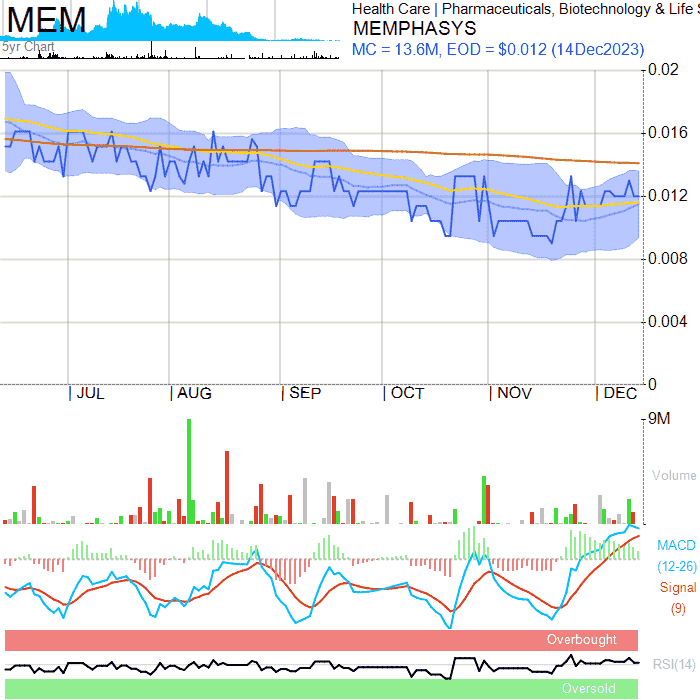 MEM
5yr Chart
Health Care | Pharmaceuticals, Biotechnology & Life S
MEMPHASYS
MC = 13.6M, EOD = $0.012 (14Dec2023)
0.02
0.016
0.012
0.008
0.004
0
| JUL | AUG | SEP | OCT | NOV | DEC
9M
Volume
MACD
(12-26)
Signal
(9)
Overbought
RSI(14)
Oversold